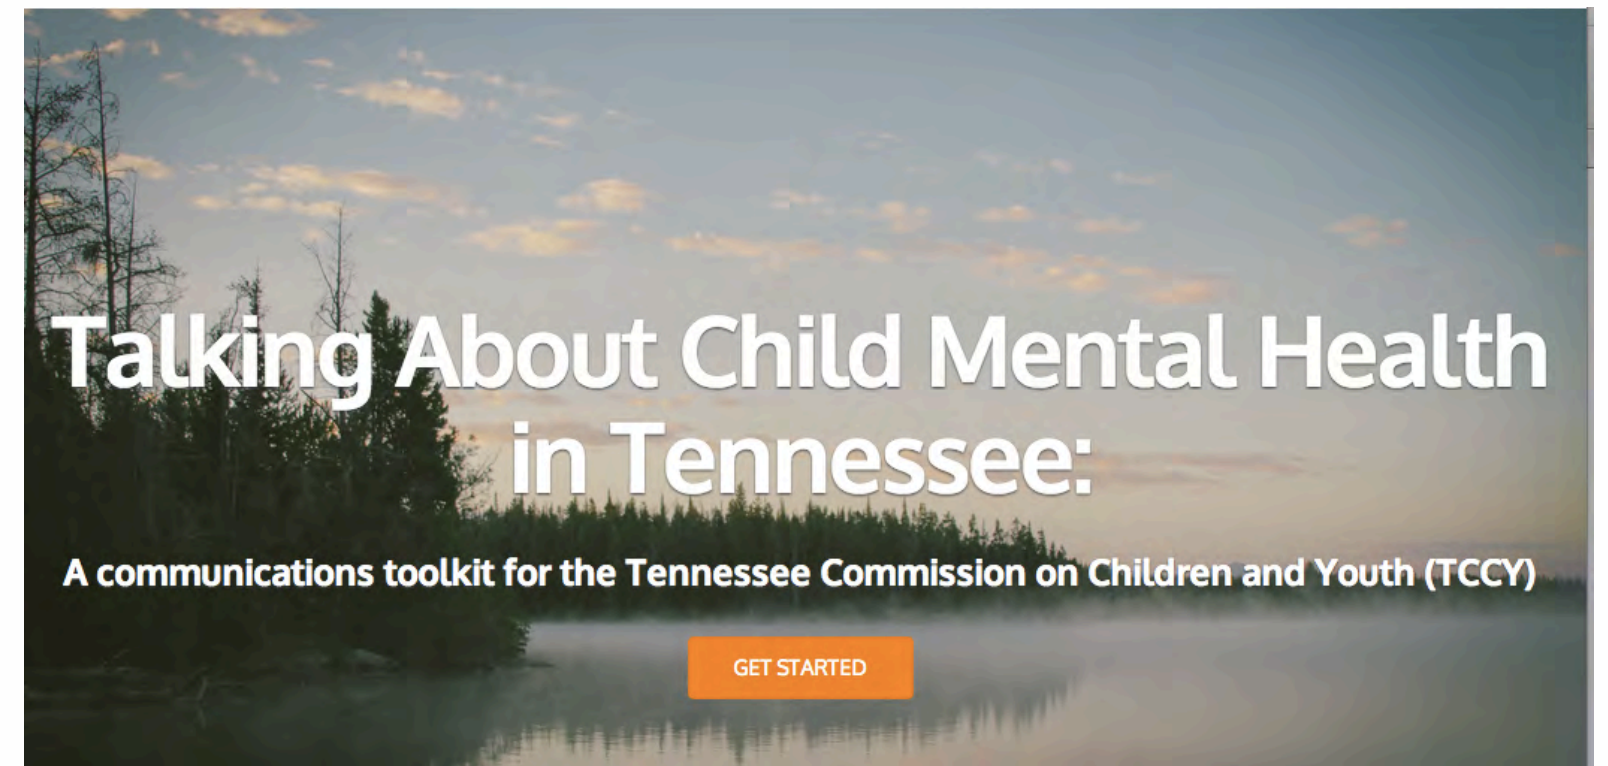 Talking About Child Mental Health
in Tennessee:
A communications toolkit for the Tennessee Commission on Children and Youth (TCCY)
GET STARTED